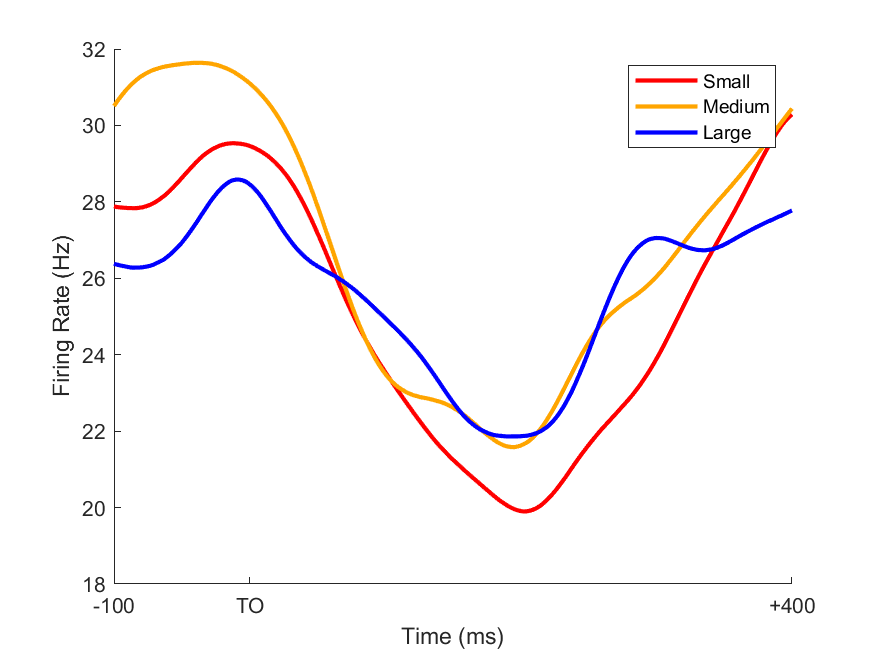 32
30
28
26
24
22
20
18
Firing Rate (Hz)
Small
Medium
Large
-100
TO
+400
Time (ms)